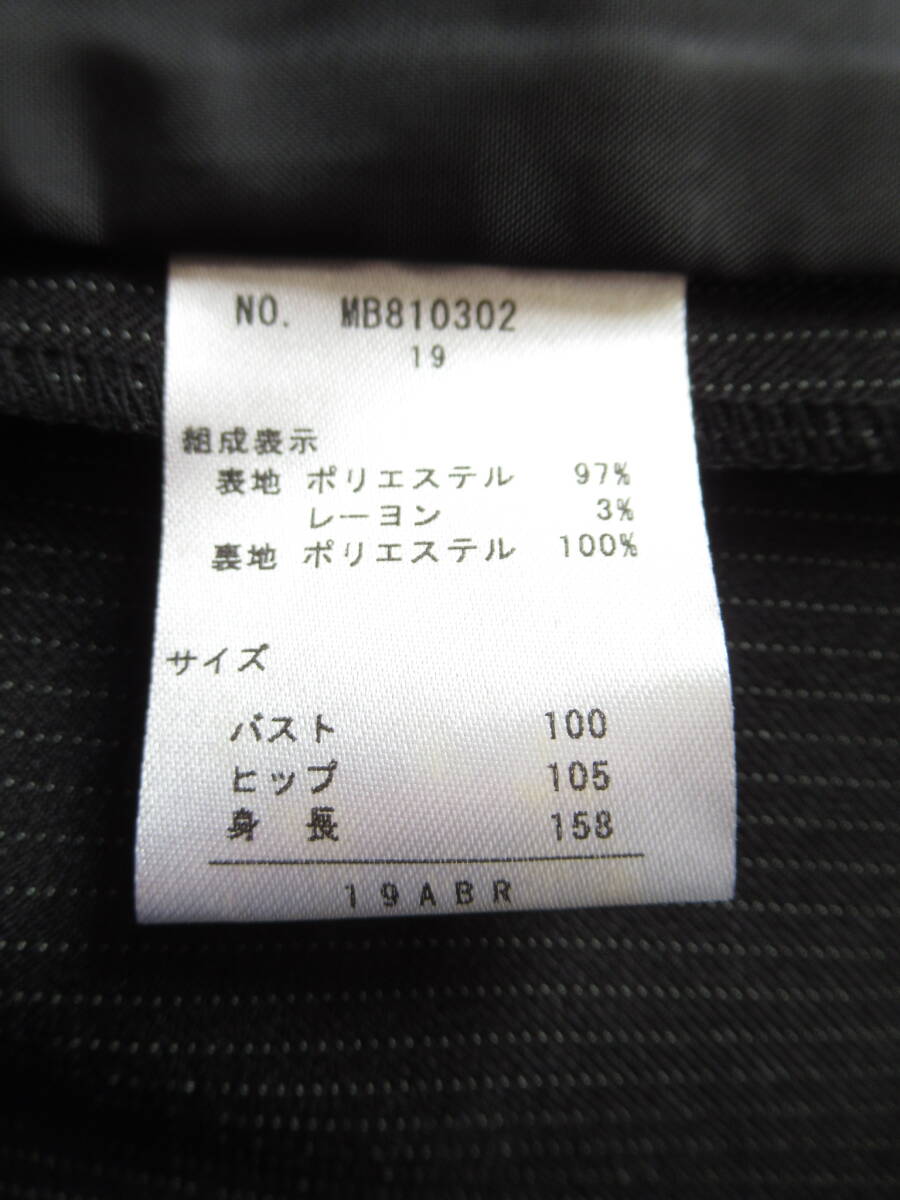 NO. MB810302
19
組成表示
表地 ポリエステル 97%
レーヨン 3%
裏地 ポリエステル 100%
サイズ
バスト 100
ヒップ 105
身長 158
19ABR